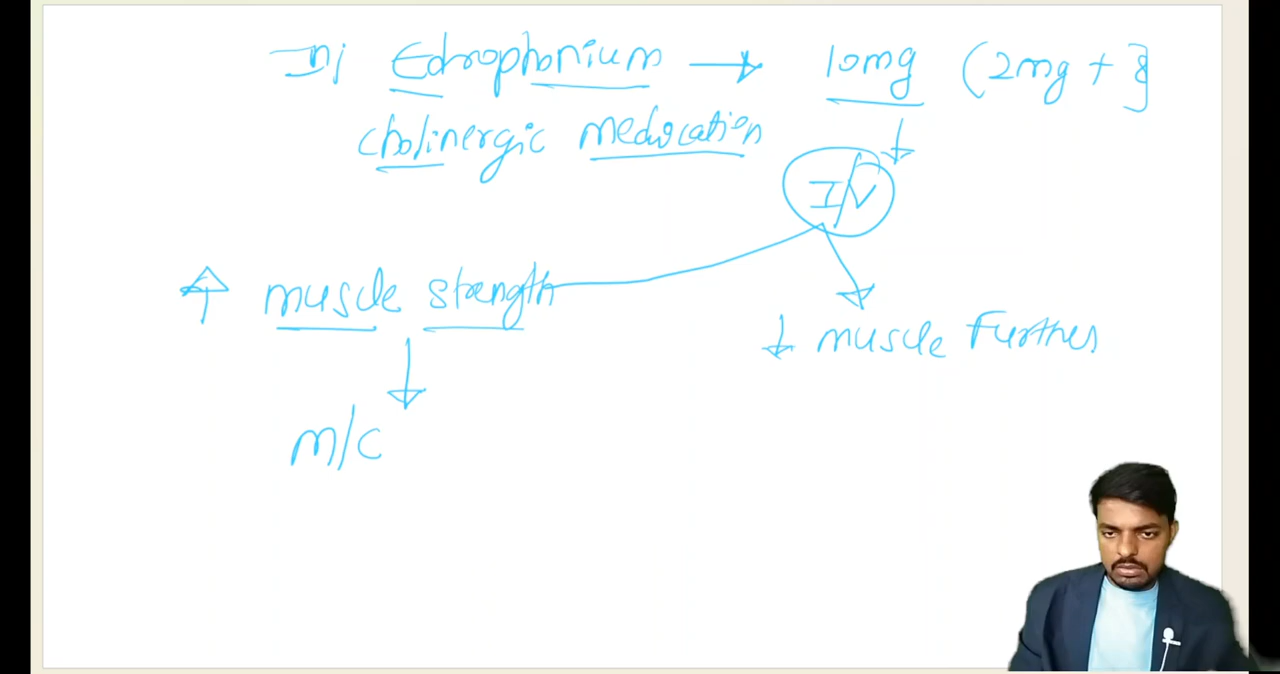 Inj Edrophonium → 10mg (2mg + 8]
cholinergic medication
↓
I/V
↑ muscle strength
↓ muscle Further
↓
M/C